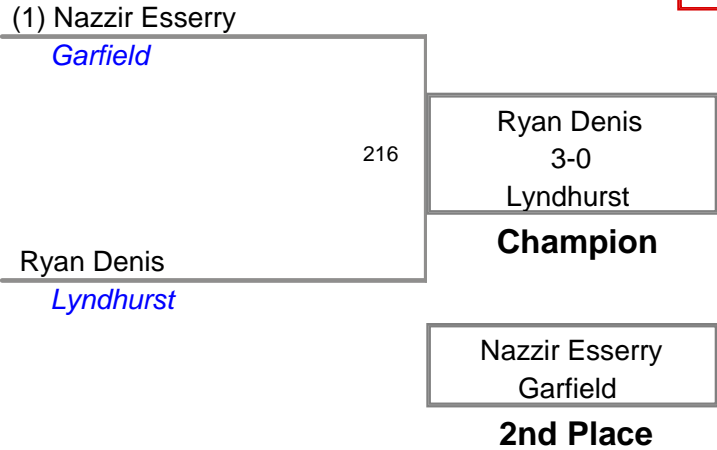 (1) Nazzir Esserry
Garfield
216
Ryan Denis
3-0
Lyndhurst
Champion
Ryan Denis
Lyndhurst
Nazzir Esserry
Garfield
2nd Place